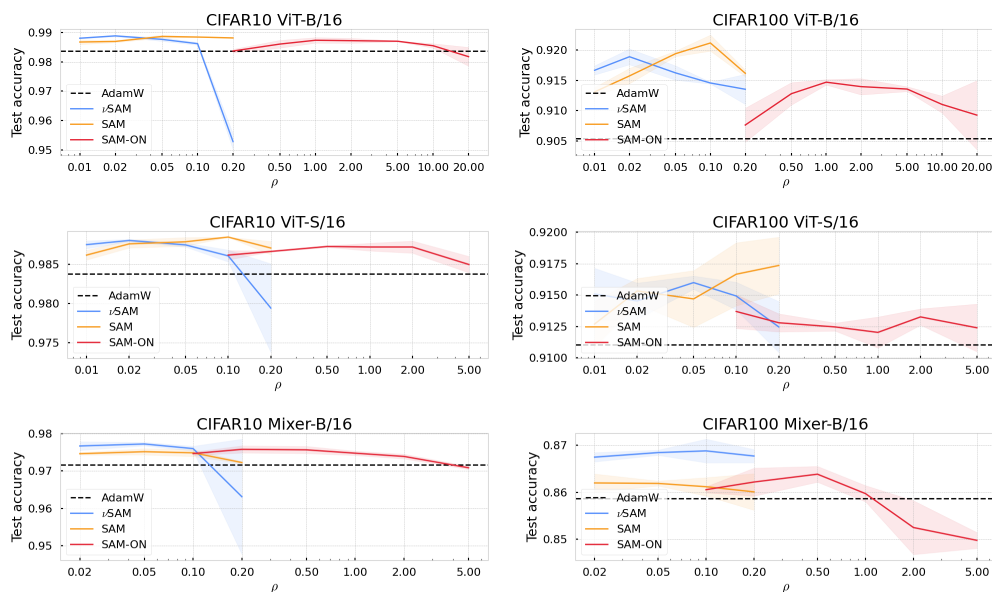 CIFAR10 ViT-B/16
Test accuracy
0.99
0.98
0.97
0.96
0.95
AdamW
νSAM
SAM
SAM-ON
0.01 0.02 0.05 0.10 0.20 0.50 1.00 2.00 5.00 10.00 20.00
ρ
CIFAR100 ViT-B/16
Test accuracy
0.920
0.915
0.910
0.905
AdamW
νSAM
SAM
SAM-ON
0.01 0.02 0.05 0.10 0.20 0.50 1.00 2.00 5.00 10.00 20.00
ρ
CIFAR10 ViT-S/16
Test accuracy
0.985
0.980
0.975
AdamW
νSAM
SAM
SAM-ON
0.01 0.02 0.05 0.10 0.20 0.50 1.00 2.00 5.00
ρ
CIFAR100 ViT-S/16
Test accuracy
0.9200
0.9175
0.9150
0.9125
0.9100
AdamW
νSAM
SAM
SAM-ON
0.01 0.02 0.05 0.10 0.20 0.50 1.00 2.00 5.00
ρ
CIFAR10 Mixer-B/16
Test accuracy
0.98
0.97
0.96
0.95
AdamW
νSAM
SAM
SAM-ON
0.02 0.05 0.10 0.20 0.50 1.00 2.00 5.00
ρ
CIFAR100 Mixer-B/16
Test accuracy
0.87
0.86
0.85
AdamW
νSAM
SAM
SAM-ON
0.02 0.05 0.10 0.20 0.50 1.00 2.00 5.00
ρ